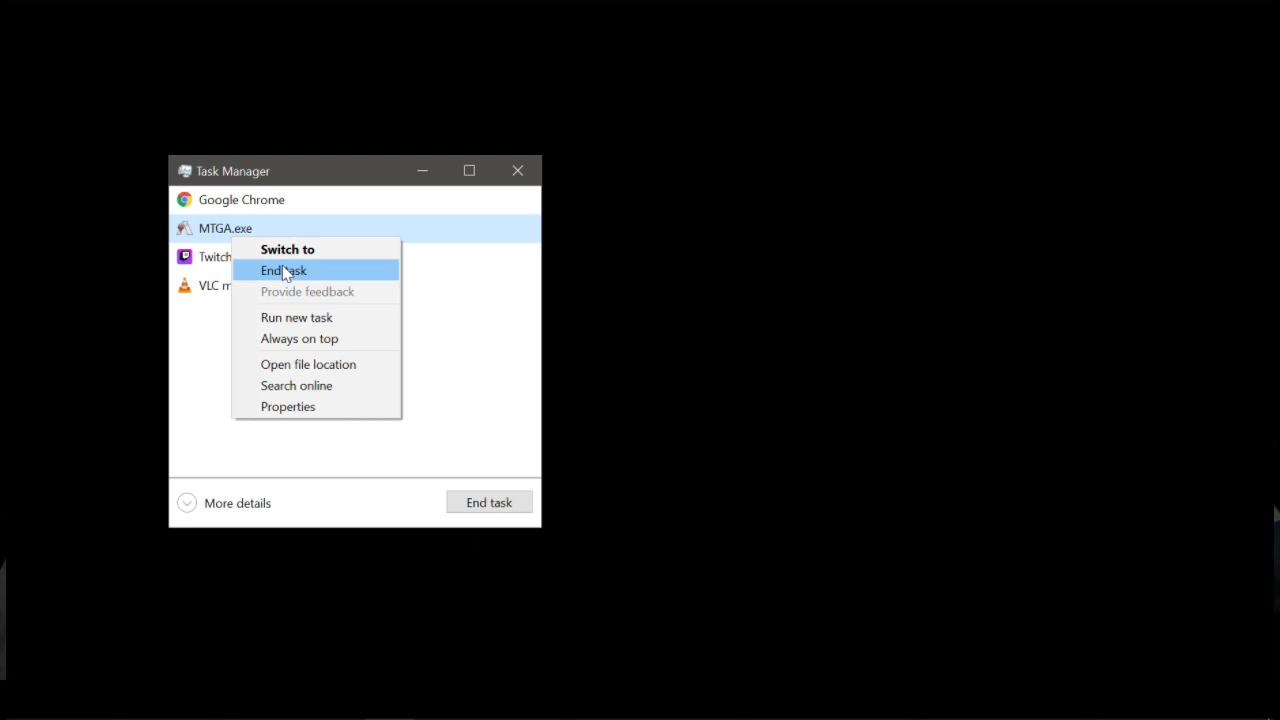 Task Manager
Google Chrome
MTGA.exe
Switch to
Twitch
End task
VLC
Provide feedback
Run new task
Always on top
Open file location
Search online
Properties
More details
End task